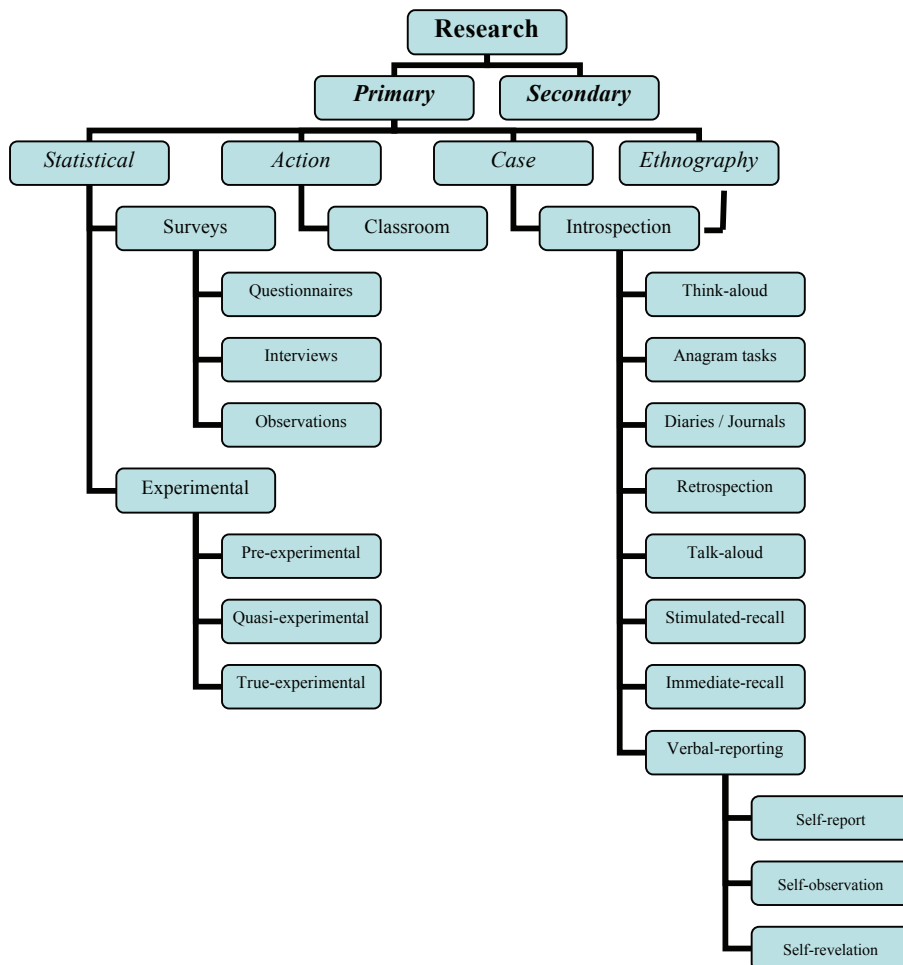 Research
Primary
Secondary
Statistical
Action
Case
Ethnography
Surveys
Classroom
Introspection
Questionnaires
Think-aloud
Interviews
Anagram tasks
Observations
Diaries / Journals
Experimental
Retrospection
Pre-experimental
Talk-aloud
Quasi-experimental
Stimulated-recall
True-experimental
Immediate-recall
Verbal-reporting
Self-report
Self-observation
Self-revelation